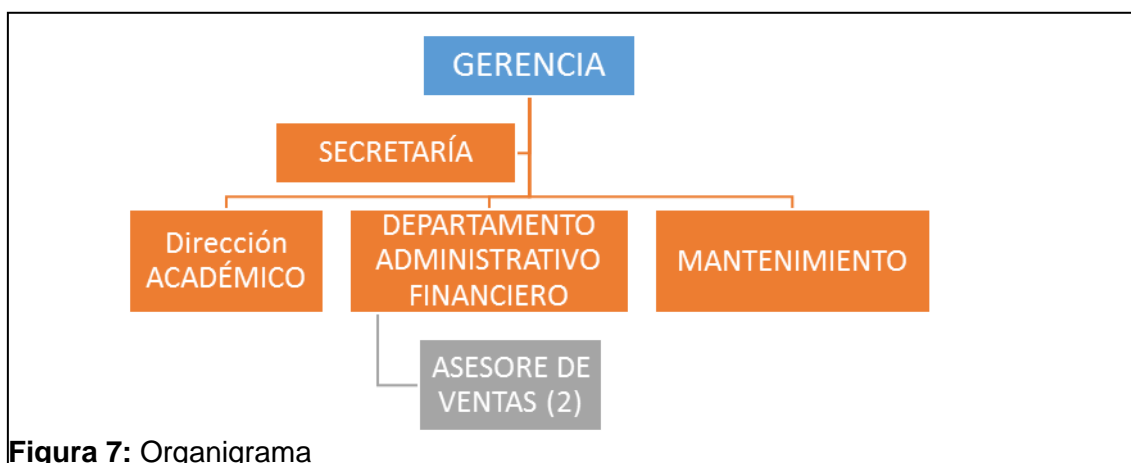 GERENCIA
SECRETARÍA
Dirección
ACADÉMICO
DEPARTAMENTO
ADMINISTRATIVO
FINANCIERO
MANTENIMIENTO
ASESORE DE
VENTAS (2)
Figura 7: Organigrama